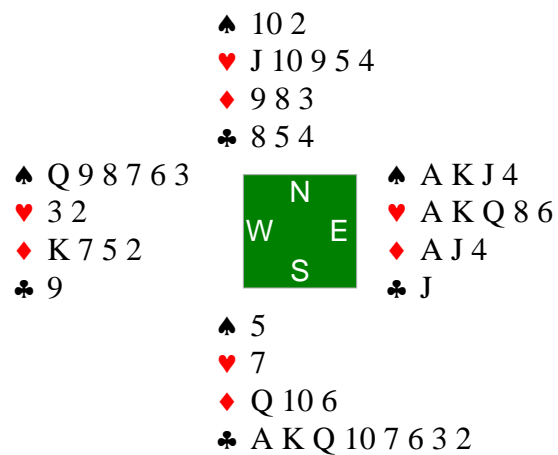 ♠ 10 2
♥ J 10 9 5 4
♦ 9 8 3
♣ 8 5 4
♠ Q 9 8 7 6 3
♥ 3 2
♦ K 7 5 2
♣ 9
N
W E
S
♠ A K J 4
♥ A K Q 8 6
♦ A J 4
♣ J
♠ 5
♥ 7
♦ Q 10 6
♣ A K Q 10 7 6 3 2